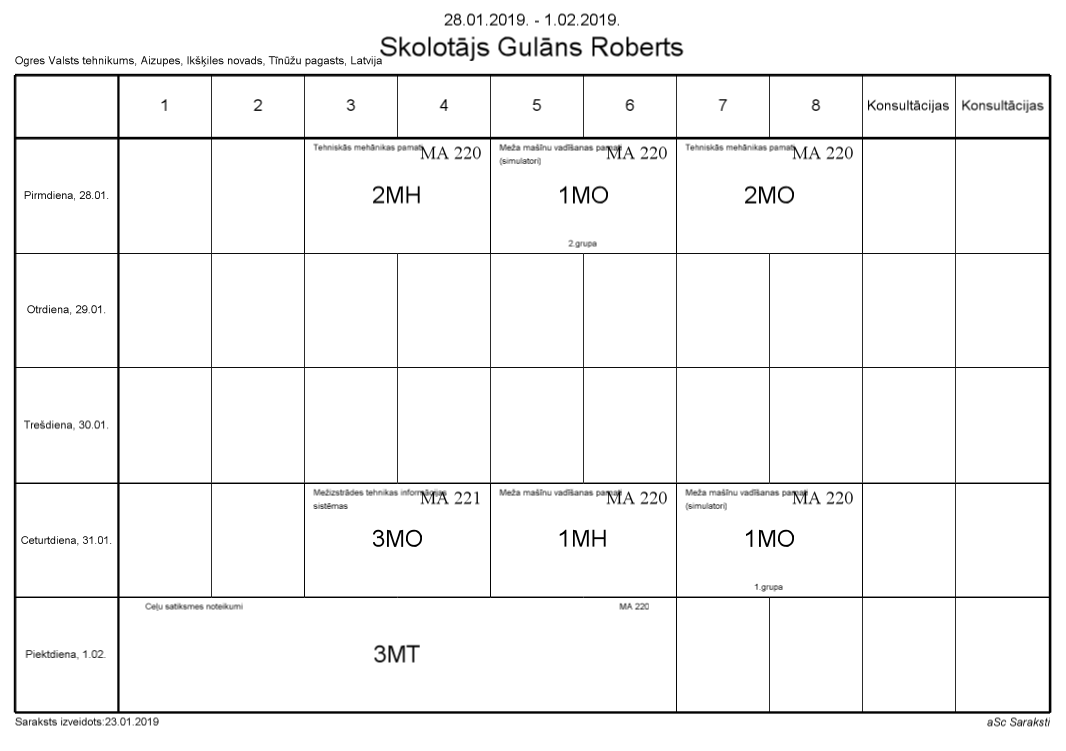 28.01.2019. - 1.02.2019.
Skolotājs Gulāns Roberts
Ogres Valsts tehnikums, Aizupes, Ikšķiles novads, Tīnūžu pagasts, Latvija
1 2 3 4 5 6 7 8 Konsultācijas Konsultācijas
Pirmdiena, 28.01.
Tehniskās mehānikas pamati MA 220
2MH
Meža mašīnu vadīšanas pamati MA 220
(simulatori)
1MO
2.grupa
Tehniskās mehānikas pamati MA 220
2MO
Otrdiena, 29.01.
Trešdiena, 30.01.
Ceturtdiena, 31.01.
Mežizstrādes tehnikas informācijas MA 221
sistēmas
3MO
Meža mašīnu vadīšanas pamati MA 220
1MH
Meža mašīnu vadīšanas pamati MA 220
(simulatori)
1MO
1.grupa
Piektdiena, 1.02.
Ceļu satiksmes noteikumi MA 220
3MT
Saraksts izveidots:23.01.2019
aSc Saraksti